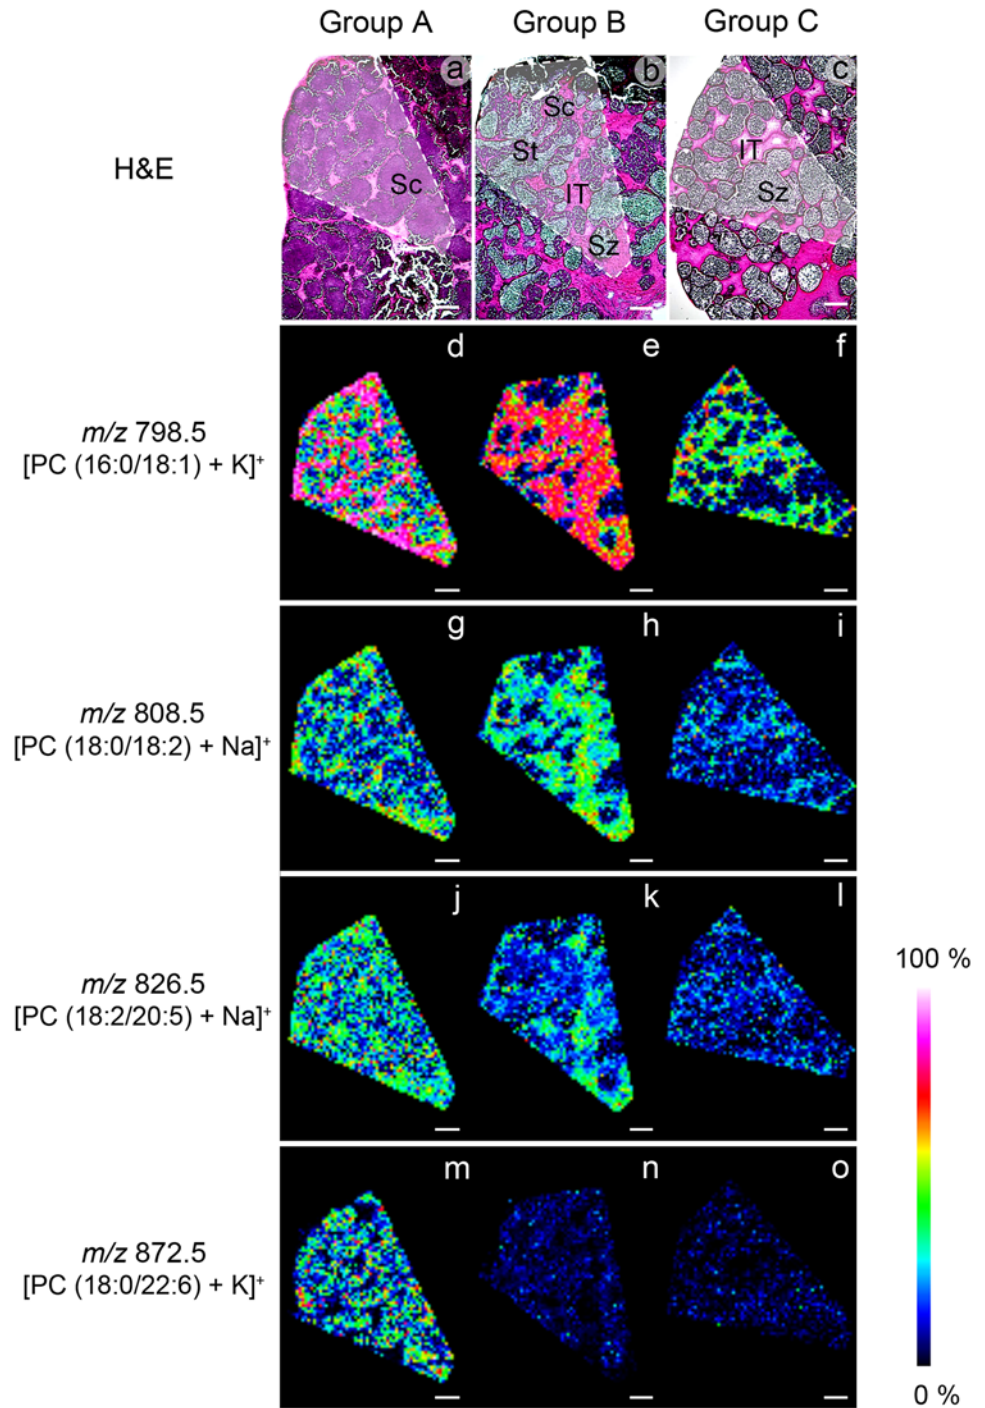 Group A Group B Group C
H&E
a b c
Sc
Sc
St
IT
Sz
IT
Sz
d e f
m/z 798.5
[PC (16:0/18:1) + K]⁺
g h i
m/z 808.5
[PC (18:0/18:2) + Na]⁺
j k l
m/z 826.5
[PC (18:2/20:5) + Na]⁺
m n o
m/z 872.5
[PC (18:0/22:6) + K]⁺
100 %
0 %